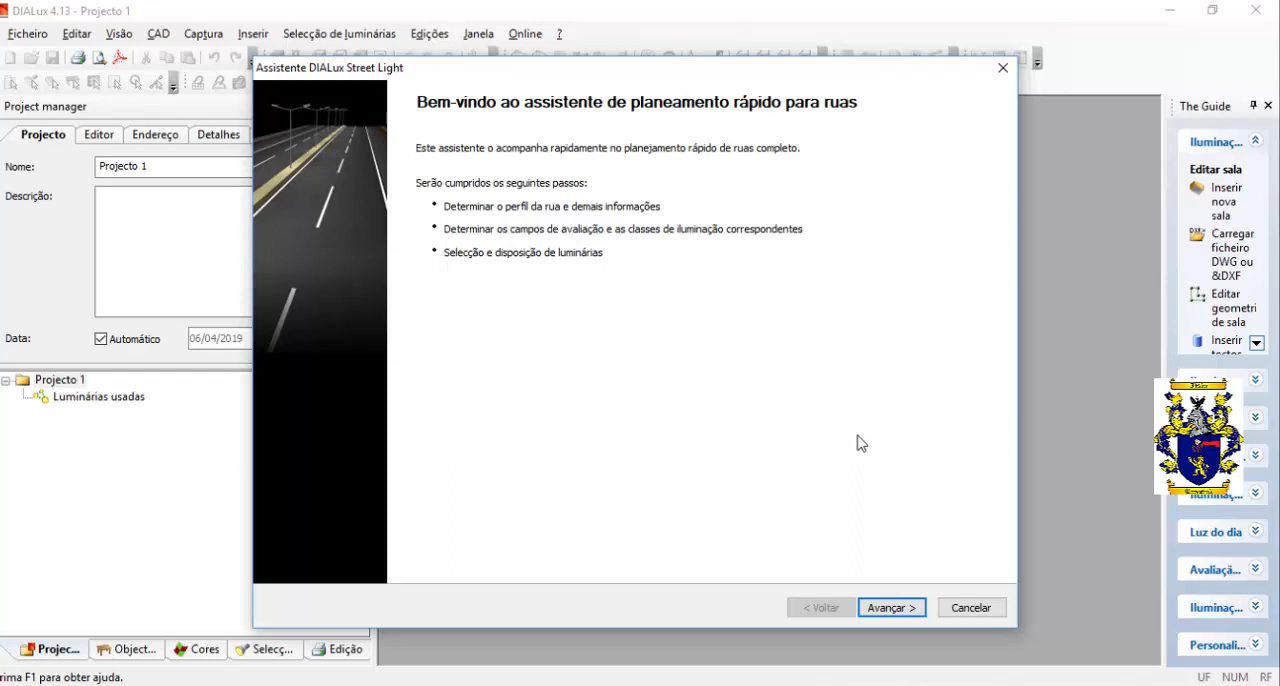 DIALux 4.13 - Projecto 1
Ficheiro Editar Visão CAD Captura Inserir Selecção de luminárias Edições Janela Online ?
Project manager
Projecto Editor Endereço Detalhes
Nome: Projecto 1
Descrição:
Data: Automático 06/04/2019
Projecto 1
Luminárias usadas
Projec... Object... Cores Selecç... Edição
rima F1 para obter ajuda.
Assistente DIALux Street Light
Bem-vindo ao assistente de planeamento rápido para ruas
Este assistente o acompanha rapidamente no planejamento rápido de ruas completo.
Serão cumpridos os seguintes passos:
• Determinar o perfil da rua e demais informações
• Determinar os campos de avaliação e as classes de iluminação correspondentes
• Selecção e disposição de luminárias
< Voltar Avançar > Cancelar
The Guide
Iluminaç...
Editar sala
Inserir
nova
sala
Carregar
ficheiro
DWG ou
&DXF
Editar
geometri
de sala
Inserir
Iluminaç...
Luz do dia
Avaliaçã...
Iluminaç...
Personali...
UF NUM RF